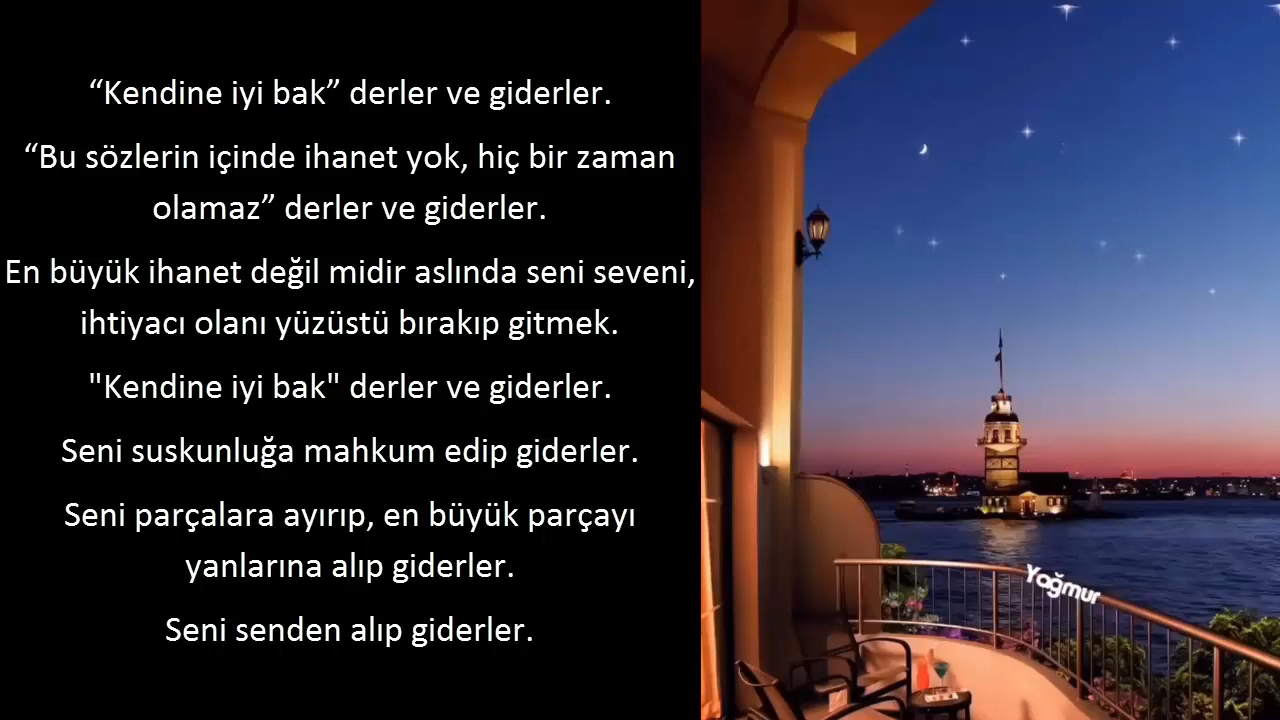 “Kendine iyi bak” derler ve giderler.
“Bu sözlerin içinde ihanet yok, hiç bir zaman
olamaz” derler ve giderler.
En büyük ihanet değil midir aslında seni seveni,
ihtiyacı olanı yüzüstü bırakıp gitmek.
"Kendine iyi bak" derler ve giderler.
Seni suskunluğa mahkum edip giderler.
Seni parçalara ayırıp, en büyük parçayı
yanlarına alıp giderler.
Seni senden alıp giderler.
Yağmur